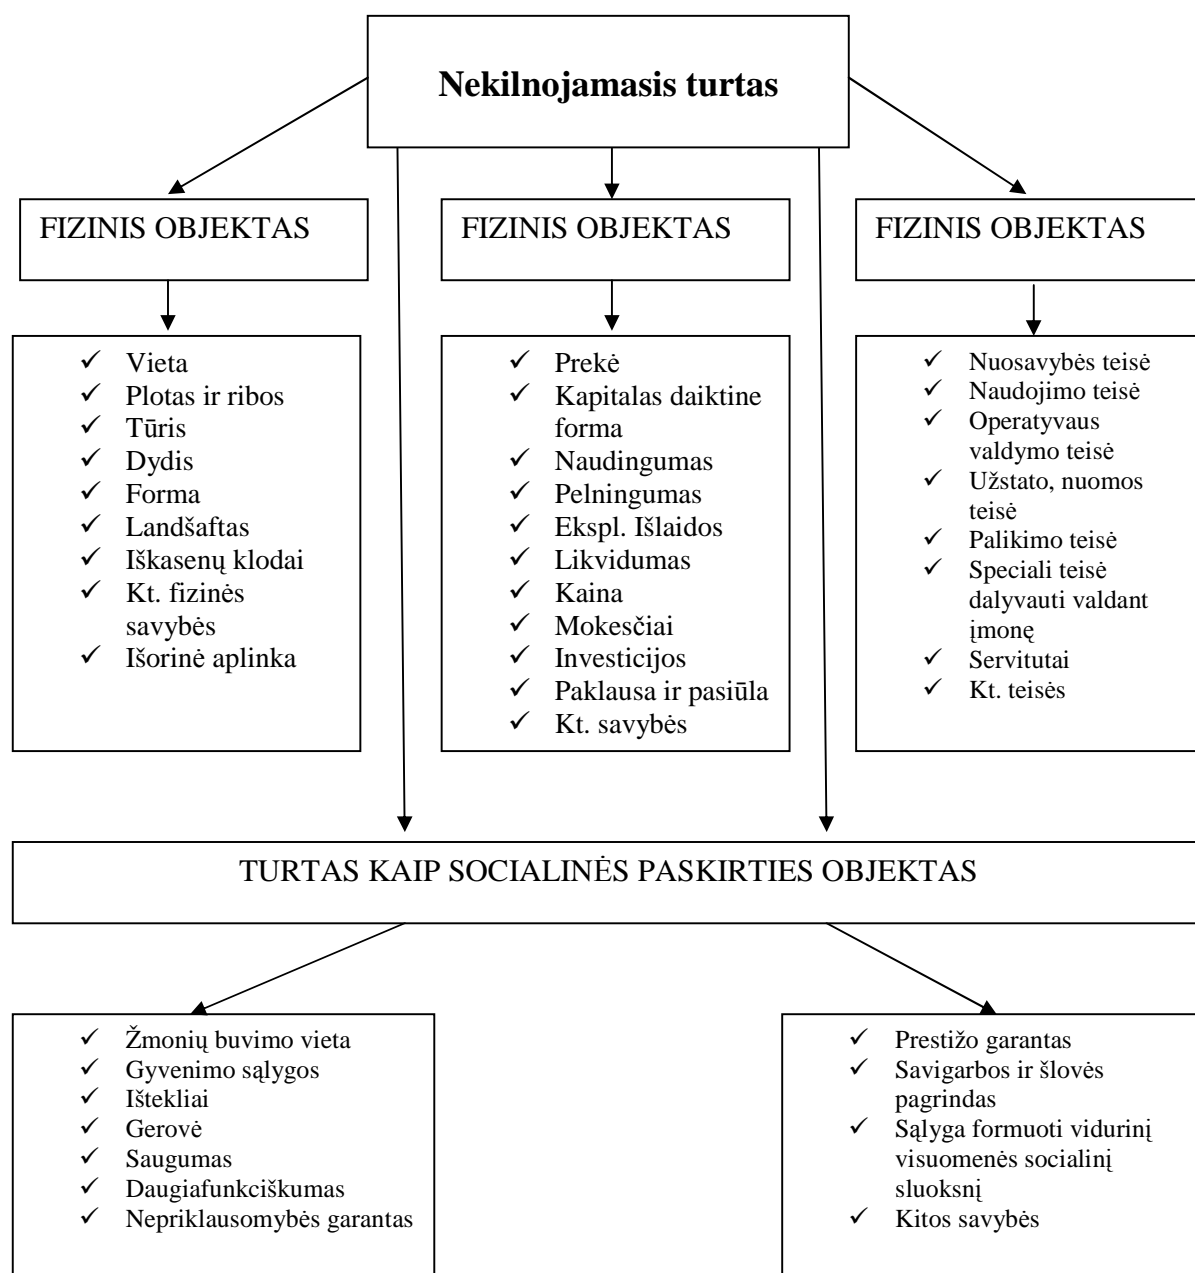 Nekilnojamasis turtas
FIZINIS OBJEKTAS
FIZINIS OBJEKTAS
FIZINIS OBJEKTAS
✓ Vieta
✓ Plotas ir ribos
✓ Tūris
✓ Dydis
✓ Forma
✓ Landšaftas
✓ Iškasenų klodai
✓ Kt. fizinės
savybės
✓ Išorinė aplinka
✓ Prekė
✓ Kapitalas daiktine
forma
✓ Naudingumas
✓ Pelningumas
✓ Ekspl. Išlaidos
✓ Likvidumas
✓ Kaina
✓ Mokesčiai
✓ Investicijos
✓ Paklausa ir pasiūla
✓ Kt. savybės
✓ Nuosavybės teisė
✓ Naudojimo teisė
✓ Operatyvaus
valdymo teisė
✓ Užstato, nuomos
teisė
✓ Palikimo teisė
✓ Speciali teisė
dalyvauti valdant
įmonę
✓ Servitutai
✓ Kt. teisės
TURTAS KAIP SOCIALINĖS PASKIRTIES OBJEKTAS
✓ Žmonių buvimo vieta
✓ Gyvenimo sąlygos
✓ Ištekliai
✓ Gerovė
✓ Saugumas
✓ Daugiafunkciškumas
✓ Nepriklausomybės garantas
✓ Prestižo garantas
✓ Savigarbos ir šlovės
pagrindas
✓ Sąlyga formuoti vidurinį
visuomenės socialinį
sluoksnį
✓ Kitos savybės